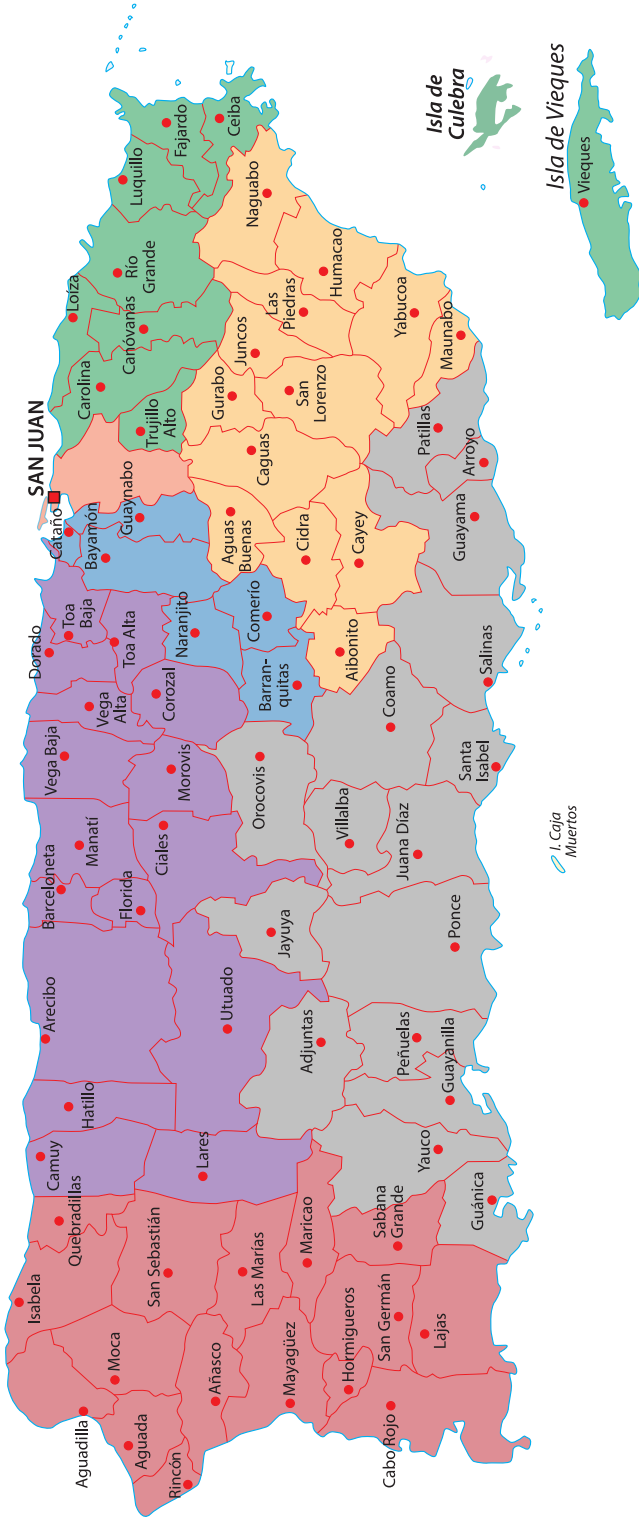 SAN JUAN
Isabela
Quebradillas
Camuy
Hatillo
Arecibo
Barceloneta
Manatí
Vega Baja
Vega
Alta
Dorado
Toa
Baja
Toa Alta
Cataño
Bayamón
Guaynabo
Carolina
Trujillo
Alto
Loíza
Canóvanas
Río
Grande
Luquillo
Fajardo
Ceiba
Aguadilla
Moca
Aguada
Rincón
San Sebastián
Lares
Utuado
Florida
Ciales
Morovis
Corozal
Naranjito
Comerío
Barran-
quitas
Orocovis
Jayuya
Adjuntas
Añasco
Las Marías
Maricao
Mayagüez
Hormigueros
San Germán
Sabana
Grande
Cabo Rojo
Lajas
Guánica
Yauco
Guayanilla
Peñuelas
Ponce
Juana Díaz
Villalba
Coamo
Santa
Isabel
Salinas
Aibonito
Cayey
Cidra
Aguas
Buenas
Caguas
Gurabo
Juncos
San
Lorenzo
Las
Piedras
Naguabo
Humacao
Yabucoa
Maunabo
Patillas
Arroyo
Guayama
I. Caja
Muertos
Isla de
Culebra
Isla de Vieques
Vieques